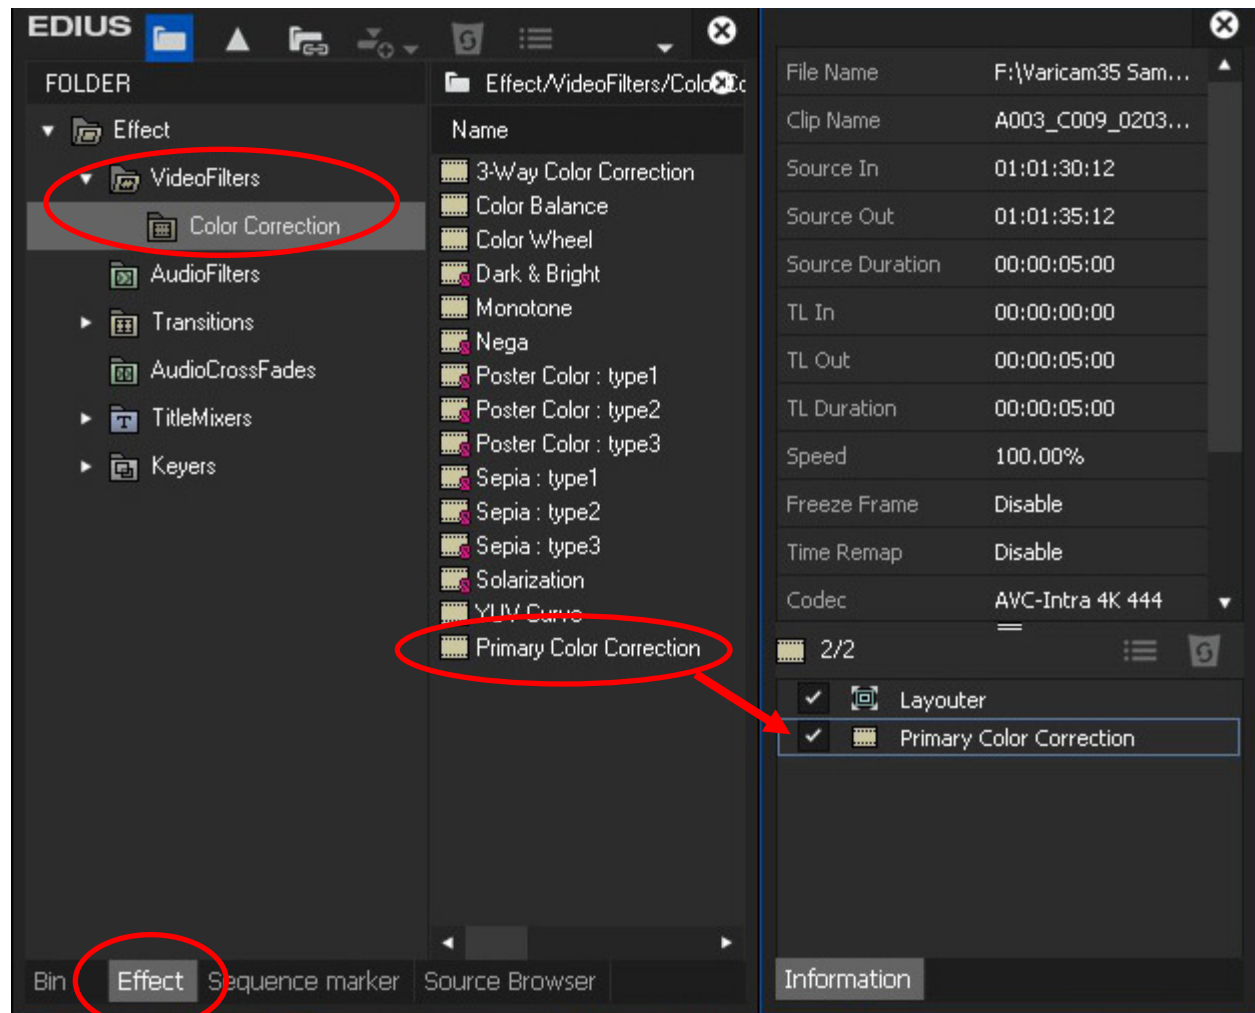 EDIUS
FOLDER
Effect
VideoFilters
Color Correction
AudioFilters
Transitions
AudioCrossFades
TitleMixers
Keyers
Effect/VideoFilters/Colo
Name
3-Way Color Correction
Color Balance
Color Wheel
Dark & Bright
Monotone
Nega
Poster Color : type1
Poster Color : type2
Poster Color : type3
Sepia : type1
Sepia : type2
Sepia : type3
Solarization
YUV Curve
Primary Color Correction
Bin Effect Sequence marker Source Browser
File Name F:\Varicam35 Sam...
Clip Name A003_C009_0203...
Source In 01:01:30:12
Source Out 01:01:35:12
Source Duration 00:00:05:00
TL In 00:00:00:00
TL Out 00:00:05:00
TL Duration 00:00:05:00
Speed 100.00%
Freeze Frame Disable
Time Remap Disable
Codec AVC-Intra 4K 444
2/2
Layouter
Primary Color Correction
Information